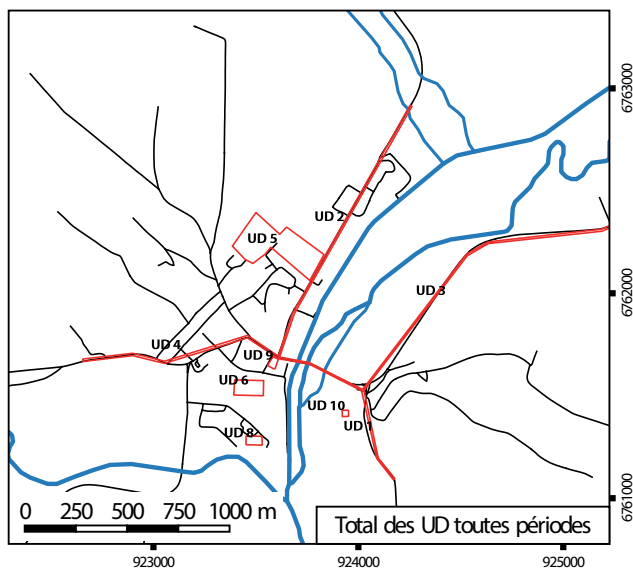 6763000
UD 2
UD 5
UD 3
6762000
UD 4
UD 9
UD 6
UD 10
UD 1
UD 8
0 250 500 750 1000 m
Total des UD toutes périodes
6761000
923000 924000 925000